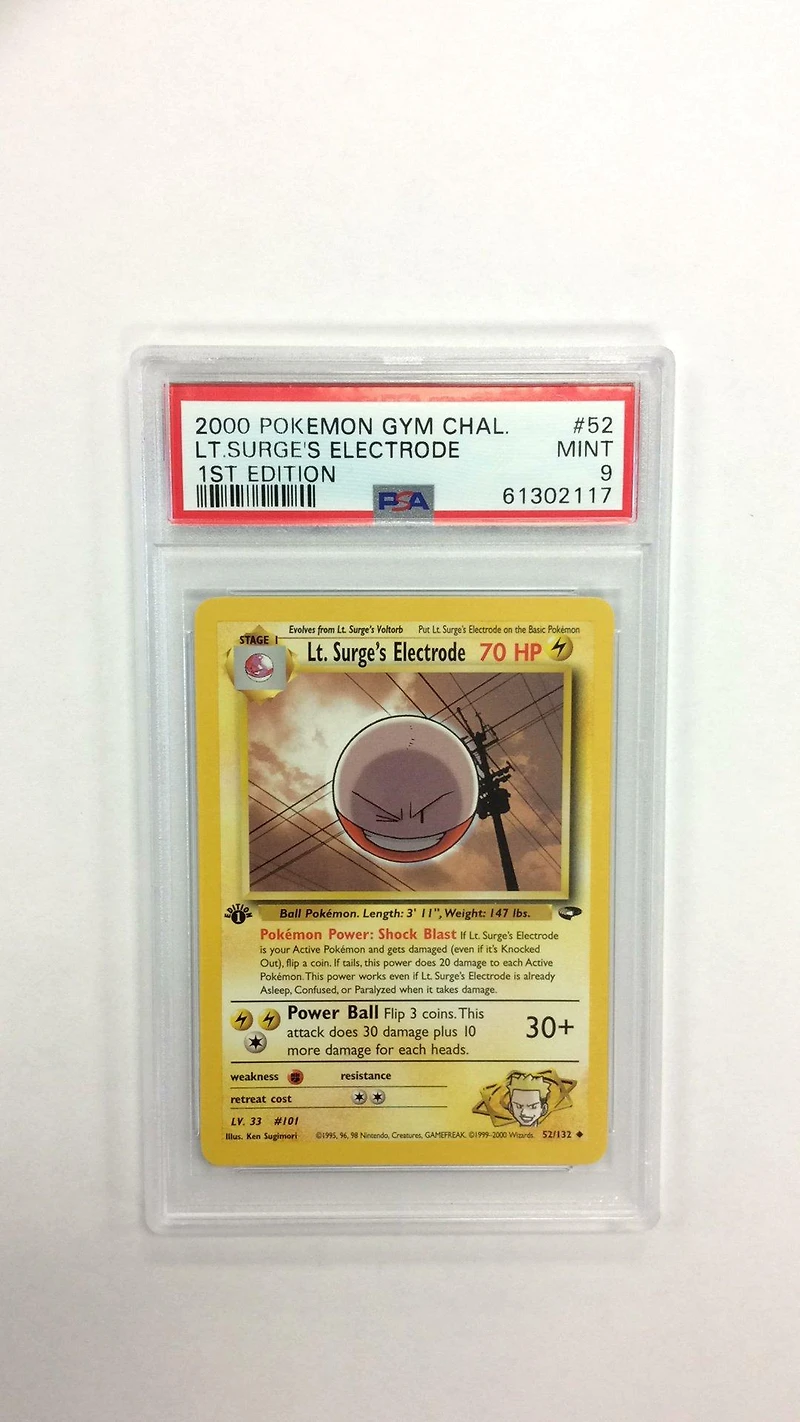 2000 POKEMON GYM CHAL. #52
LT.SURGE'S ELECTRODE MINT
1ST EDITION 9
PSA 61302117
Evolves from Lt. Surge's Voltorb Put Lt. Surge's Electrode on the Basic Pokémon
STAGE 1
Lt. Surge's Electrode 70 HP
EDITION 1
Ball Pokémon. Length: 3' 11", Weight: 147 lbs.
Pokémon Power: Shock Blast If Lt. Surge's Electrode
is your Active Pokémon and gets damaged (even if it's Knocked
Out), flip a coin. If tails, this power does 20 damage to each Active
Pokémon. This power works even if Lt. Surge's Electrode is already
Asleep, Confused, or Paralyzed when it takes damage.
Power Ball Flip 3 coins. This
attack does 30 damage plus 10
more damage for each heads.
30+
weakness resistance
retreat cost
LV. 33 #101
Illus. Ken Sugimori ©1995, 96, 98 Nintendo, Creatures, GAMEFREAK. ©1999-2000 Wizards. 52/132